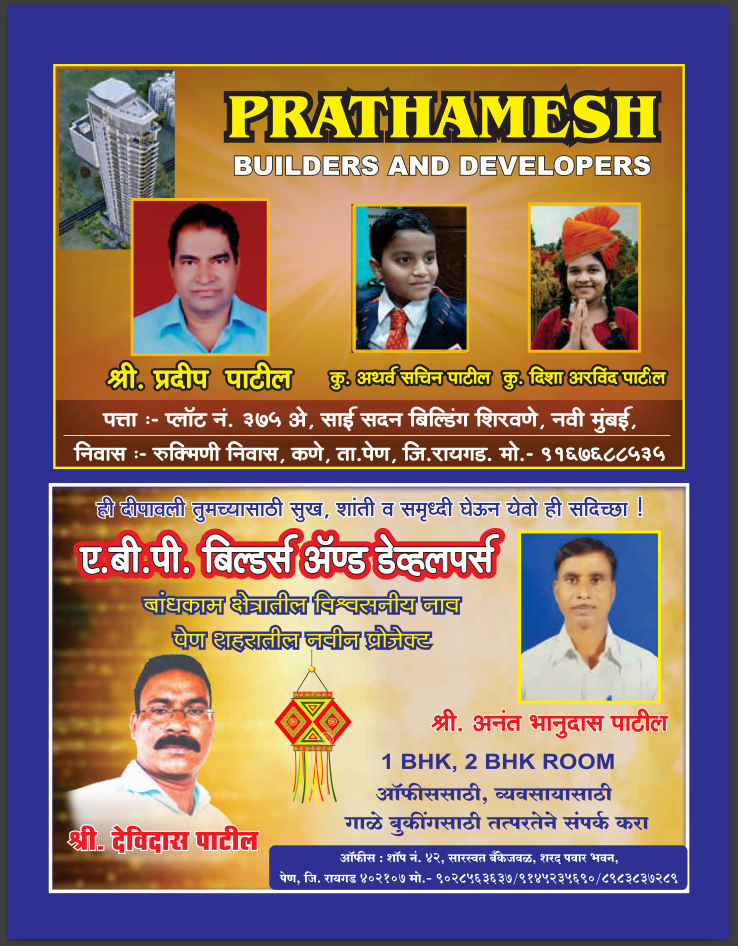 PRATHAMESH
BUILDERS AND DEVELOPERS
श्री. प्रदीप पाटील
कु. अथर्व सचिन पाटील कु. दिशा अरविंद पाटील
पत्ता :- प्लॉट नं. ३७५ अे, साई सदन बिल्डिंग शिरवणे, नवी मुंबई,
निवास :- रुक्मिणी निवास, कणे, ता.पेण, जि.रायगड. मो.- ९१६७६८८५३५
ही दीपावली तुमच्यासाठी सुख, शांती व समृध्दी घेऊन येवो ही सदिच्छा !
ए.बी.पी. बिल्डर्स ॲण्ड डेव्हलपर्स
बांधकाम क्षेत्रातील विश्वसनीय नाव
पेण शहरातील नवीन प्रोजेक्ट
श्री. अनंत भानुदास पाटील
1 BHK, 2 BHK ROOM
ऑफीससाठी, व्यवसायासाठी
गाळे बुकींगसाठी तत्परतेने संपर्क करा
श्री. देविदास पाटील
ऑफीस : शॉप नं. ४२, सारस्वत बँकेजवळ, शरद पवार भवन,
पेण, जि. रायगड ४०२१०७ मो.- ९०२८५६३६३७/९१४५२३५६९०/८९८३८३७२८९